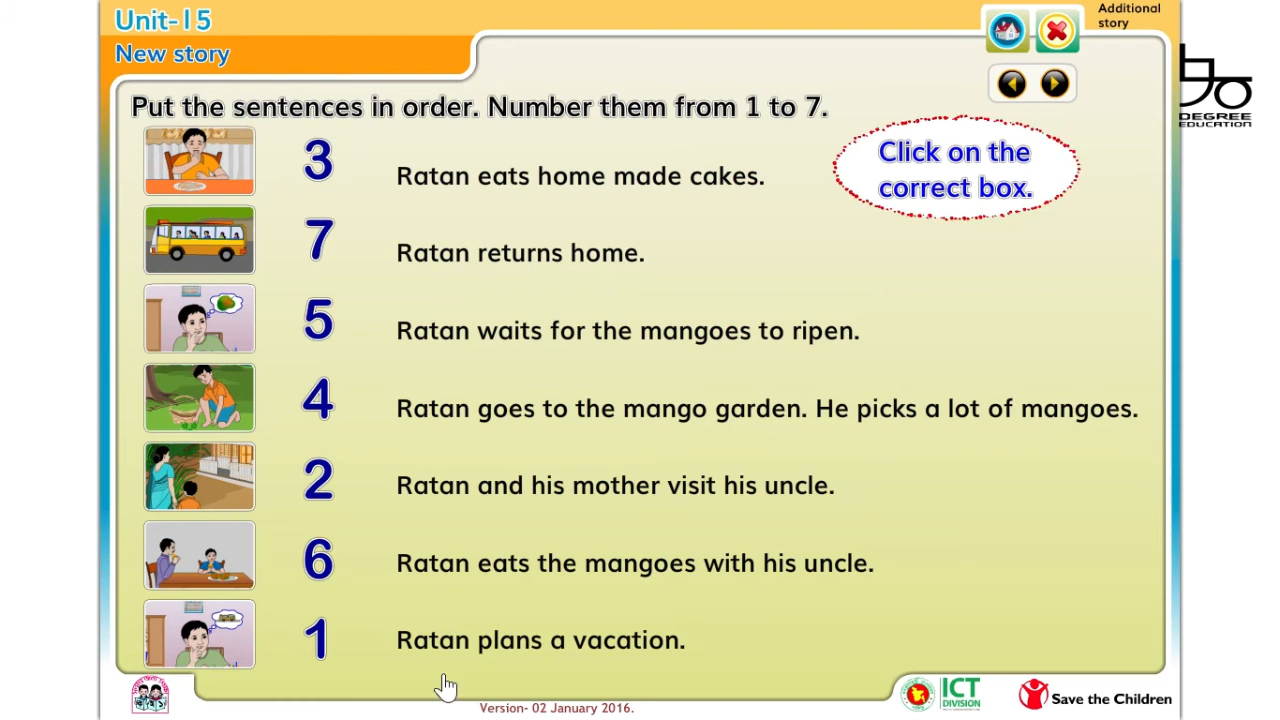 Unit-15
New story
Additional
story
DEGREE
EDUCATION
Put the sentences in order. Number them from 1 to 7.
Click on the
correct box.
3 Ratan eats home made cakes.
7 Ratan returns home.
5 Ratan waits for the mangoes to ripen.
4 Ratan goes to the mango garden. He picks a lot of mangoes.
2 Ratan and his mother visit his uncle.
6 Ratan eats the mangoes with his uncle.
1 Ratan plans a vacation.
ICT
DIVISION
Save the Children
Version- 02 January 2016.